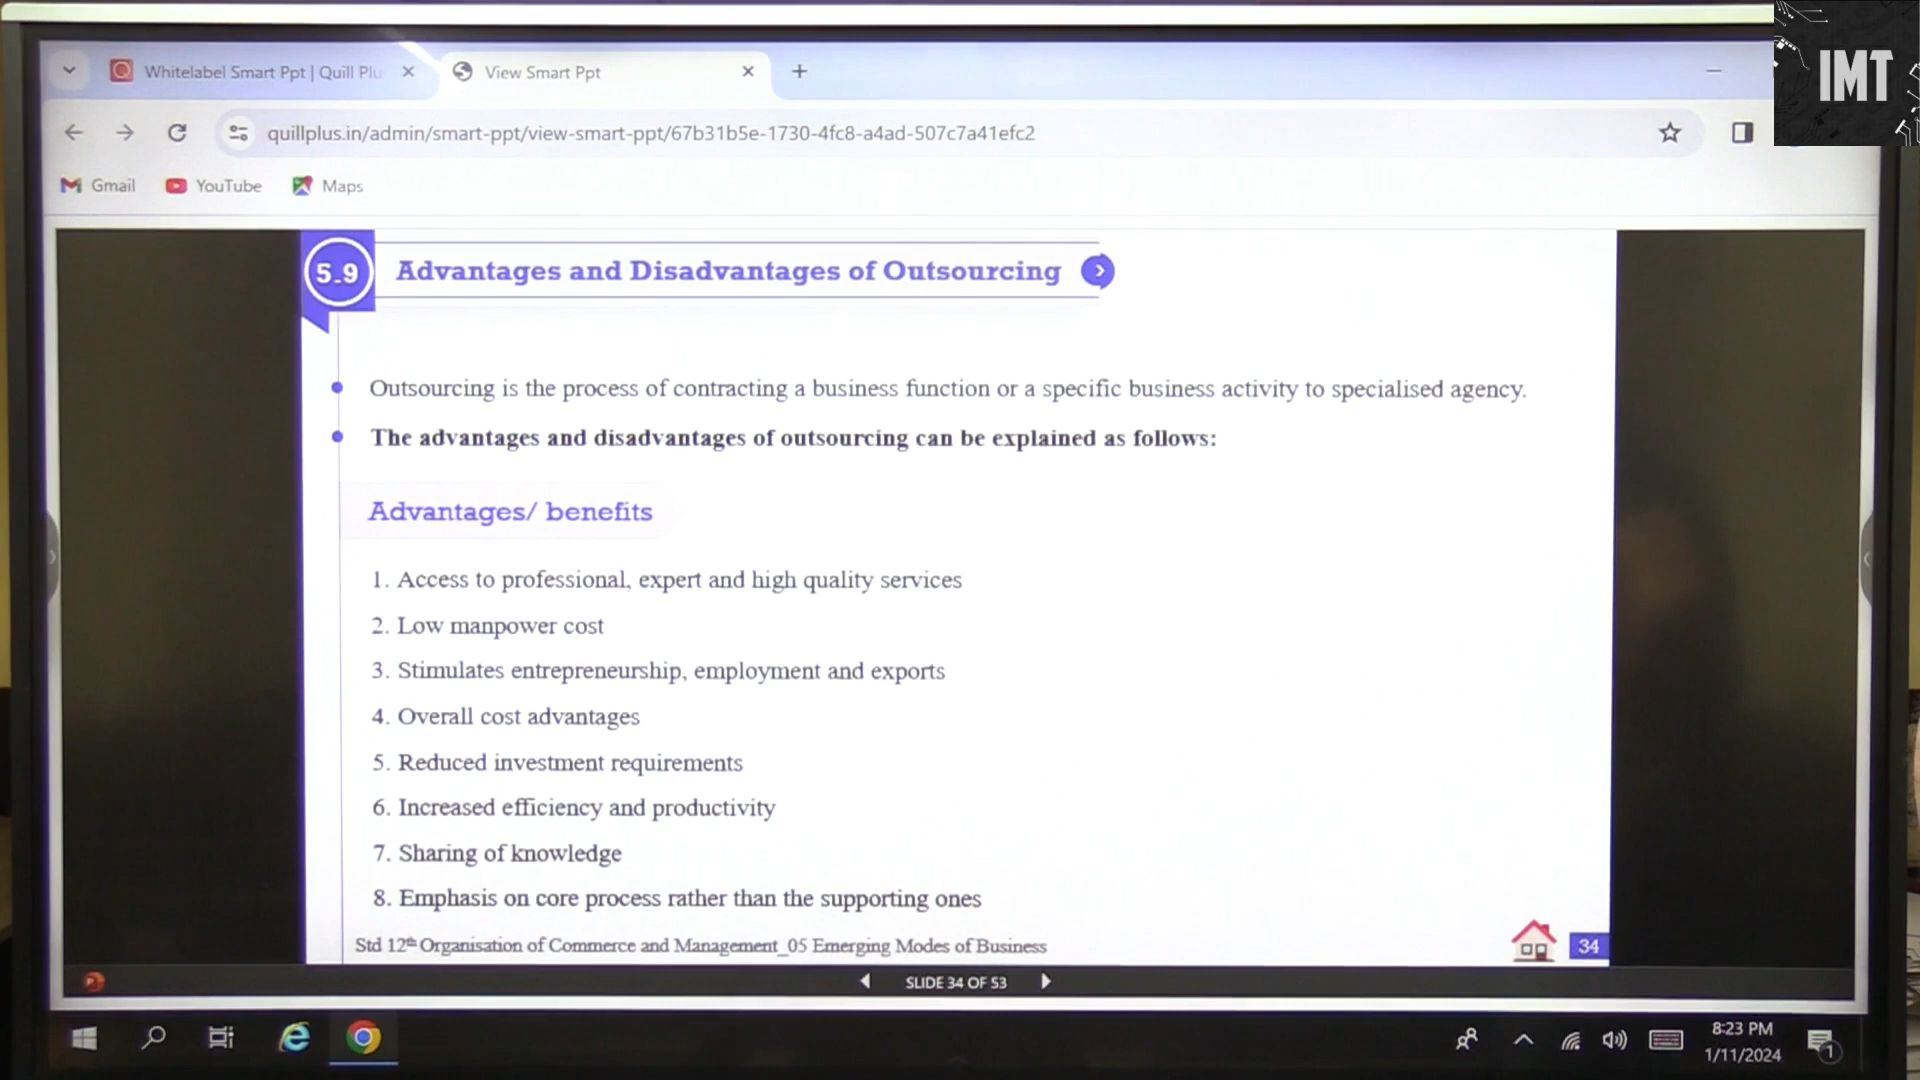 IMT
Whitelabel Smart Ppt | Quill Plu
View Smart Ppt
quillplus.in/admin/smart-ppt/view-smart-ppt/67b31b5e-1730-4fc8-a4ad-507c7a41efc2
Gmail YouTube Maps
5.9 Advantages and Disadvantages of Outsourcing
Outsourcing is the process of contracting a business function or a specific business activity to specialised agency.
The advantages and disadvantages of outsourcing can be explained as follows:
Advantages/ benefits
1. Access to professional, expert and high quality services
2. Low manpower cost
3. Stimulates entrepreneurship, employment and exports
4. Overall cost advantages
5. Reduced investment requirements
6. Increased efficiency and productivity
7. Sharing of knowledge
8. Emphasis on core process rather than the supporting ones
Std 12th Organisation of Commerce and Management_05 Emerging Modes of Business
34
SLIDE 34 OF 53
8:23 PM
1/11/2024
1